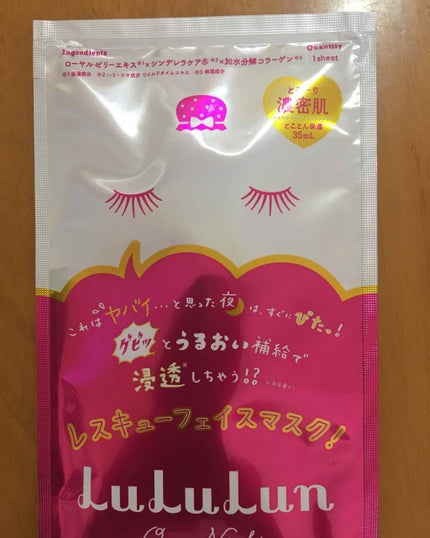 Ingredients
ローヤルゼリーエキス※1×シンデレラケア®※2×加水分解コラーゲン※3
※1 保湿成分 ※2 ハラ・ソヤ成分 ワイルドタイムエキス ※3 保湿成分
Quantity
1sheet
とろ〜り
濃密肌
とことん保湿
35mL
これは ヤバイ...と思った夜は、すぐに ぴたっ!
グビッ とうるおい補給で
浸透※しちゃう!?
レスキューフェイスマスク!
LuLuLun
One Night